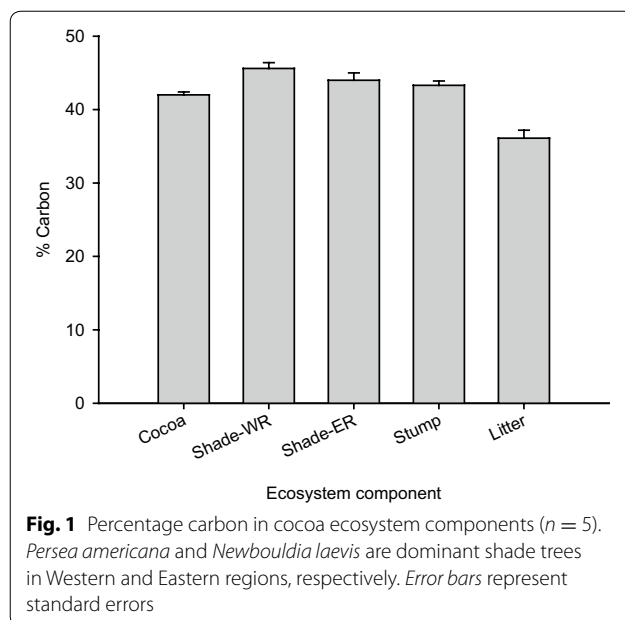 50
40
30
20
10
0
% Carbon
Cocoa
Shade-WR
Shade-ER
Stump
Litter
Ecosystem component
Fig. 1 Percentage carbon in cocoa ecosystem components (n = 5).
Persea americana and Newbouldia laevis are dominant shade trees
in Western and Eastern regions, respectively. Error bars represent
standard errors